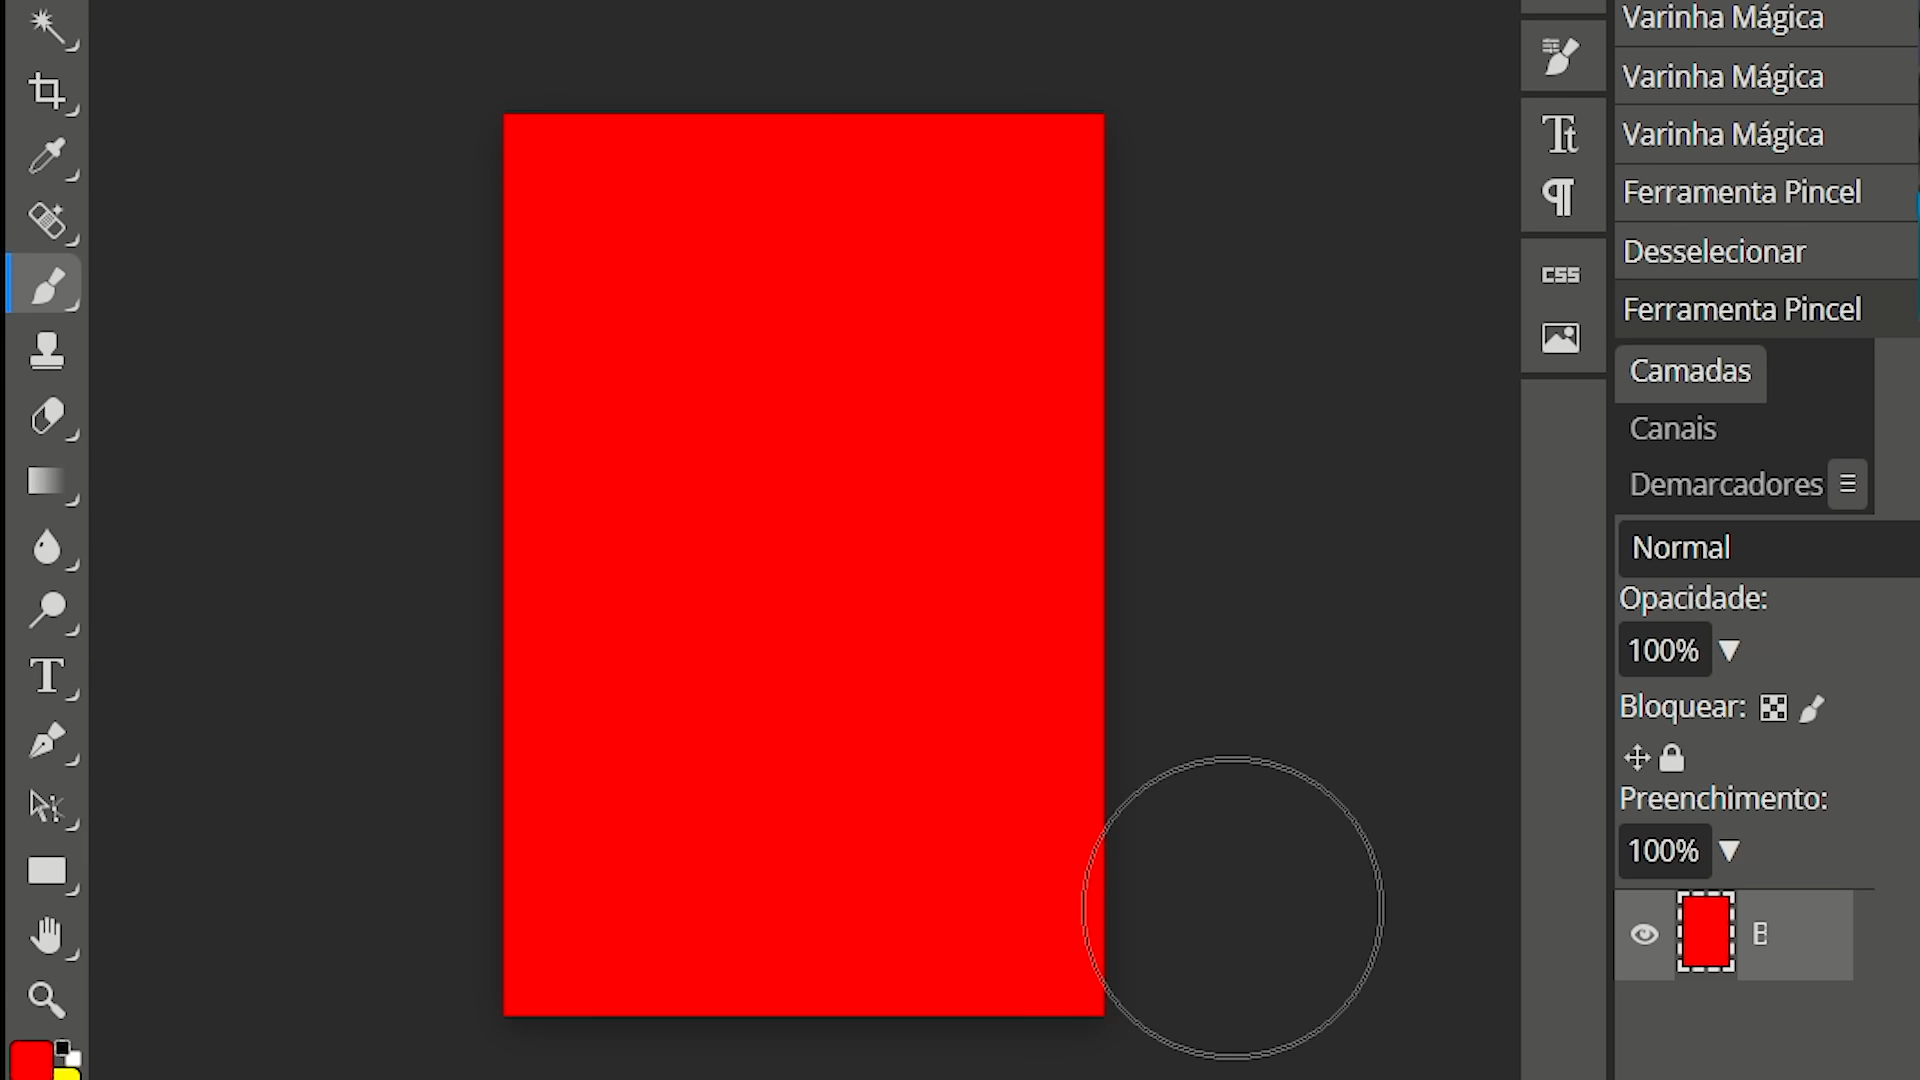 Varinha Mágica
Varinha Mágica
Varinha Mágica
Ferramenta Pincel
Desselecionar
Ferramenta Pincel
CSS
Camadas
Canais
Demarcadores
Normal
Opacidade:
100%
Bloquear:
Preenchimento:
100%